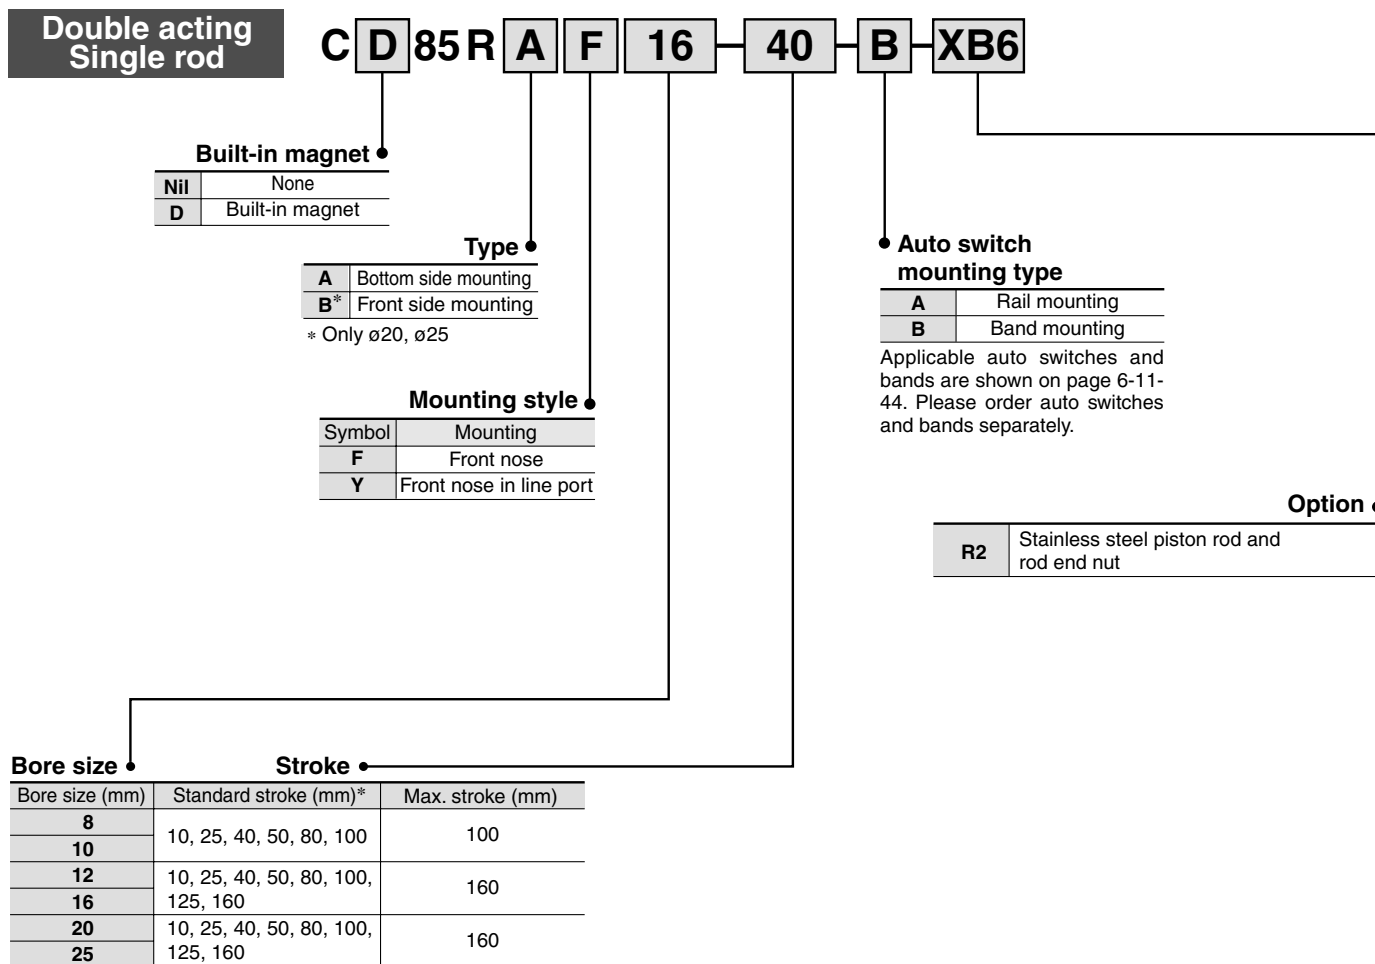 Double acting
Single rod
C D 85 R A F 16 - 40 - B - XB6
Built-in magnet
Nil None
D Built-in magnet
Type
A Bottom side mounting
B* Front side mounting
* Only ø20, ø25
Auto switch
mounting type
A Rail mounting
B Band mounting
Applicable auto switches and
bands are shown on page 6-11-
44. Please order auto switches
and bands separately.
Mounting style
Symbol Mounting
F Front nose
Y Front nose in line port
Option
R2 Stainless steel piston rod and
rod end nut
Bore size Stroke
Bore size (mm) Standard stroke (mm)* Max. stroke (mm)
8
10, 25, 40, 50, 80, 100 100
10
12 10, 25, 40, 50, 80, 100,
160
16 125, 160
20 10, 25, 40, 50, 80, 100,
160
25 125, 160